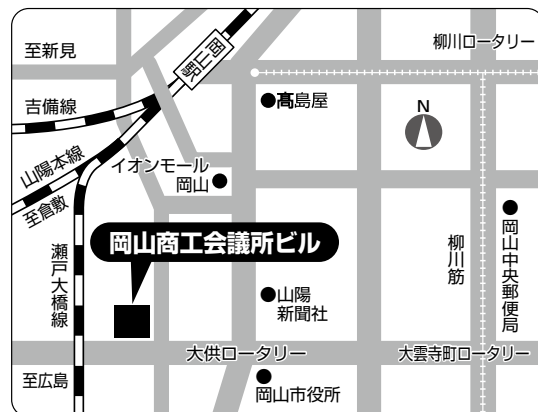 至新見
岡山駅
柳川ロータリー
吉備線
髙島屋
N
山陽本線
至倉敷
イオンモール
岡山
岡山商工会議所ビル
瀬戸大橋線
柳川筋
岡山中央郵便局
山陽
新聞社
大供ロータリー
大雲寺町ロータリー
至広島
岡山市役所